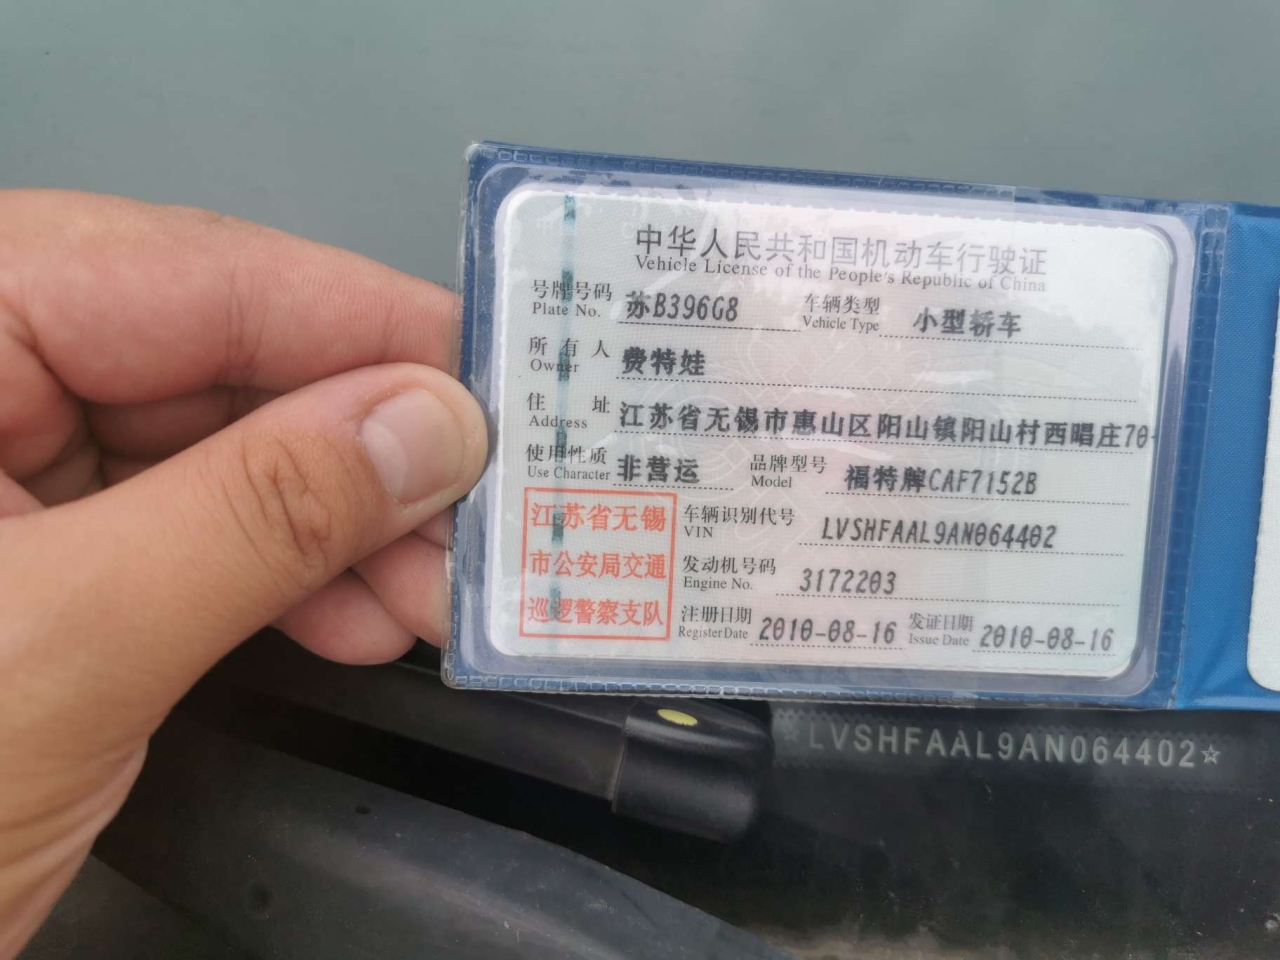 中华人民共和国机动车行驶证
Vehicle License of the People's Republic of China
号牌号码 苏B396G8 车辆类型 小型轿车
Plate No. Vehicle Type
所有人 费特娃
Owner
住址 江苏省无锡市惠山区阳山镇阳山村西唱庄70
Address
使用性质 非营运 品牌型号 福特牌CAF7152B
Use Character Model
江苏省无锡
市公安局交通
巡逻警察支队
车辆识别代号 LVSHFAAL9AN064402
VIN
发动机号码 3172203
Engine No.
注册日期 2010-08-16 发证日期 2010-08-16
Register Date Issue Date
☆LVSHFAAL9AN064402☆